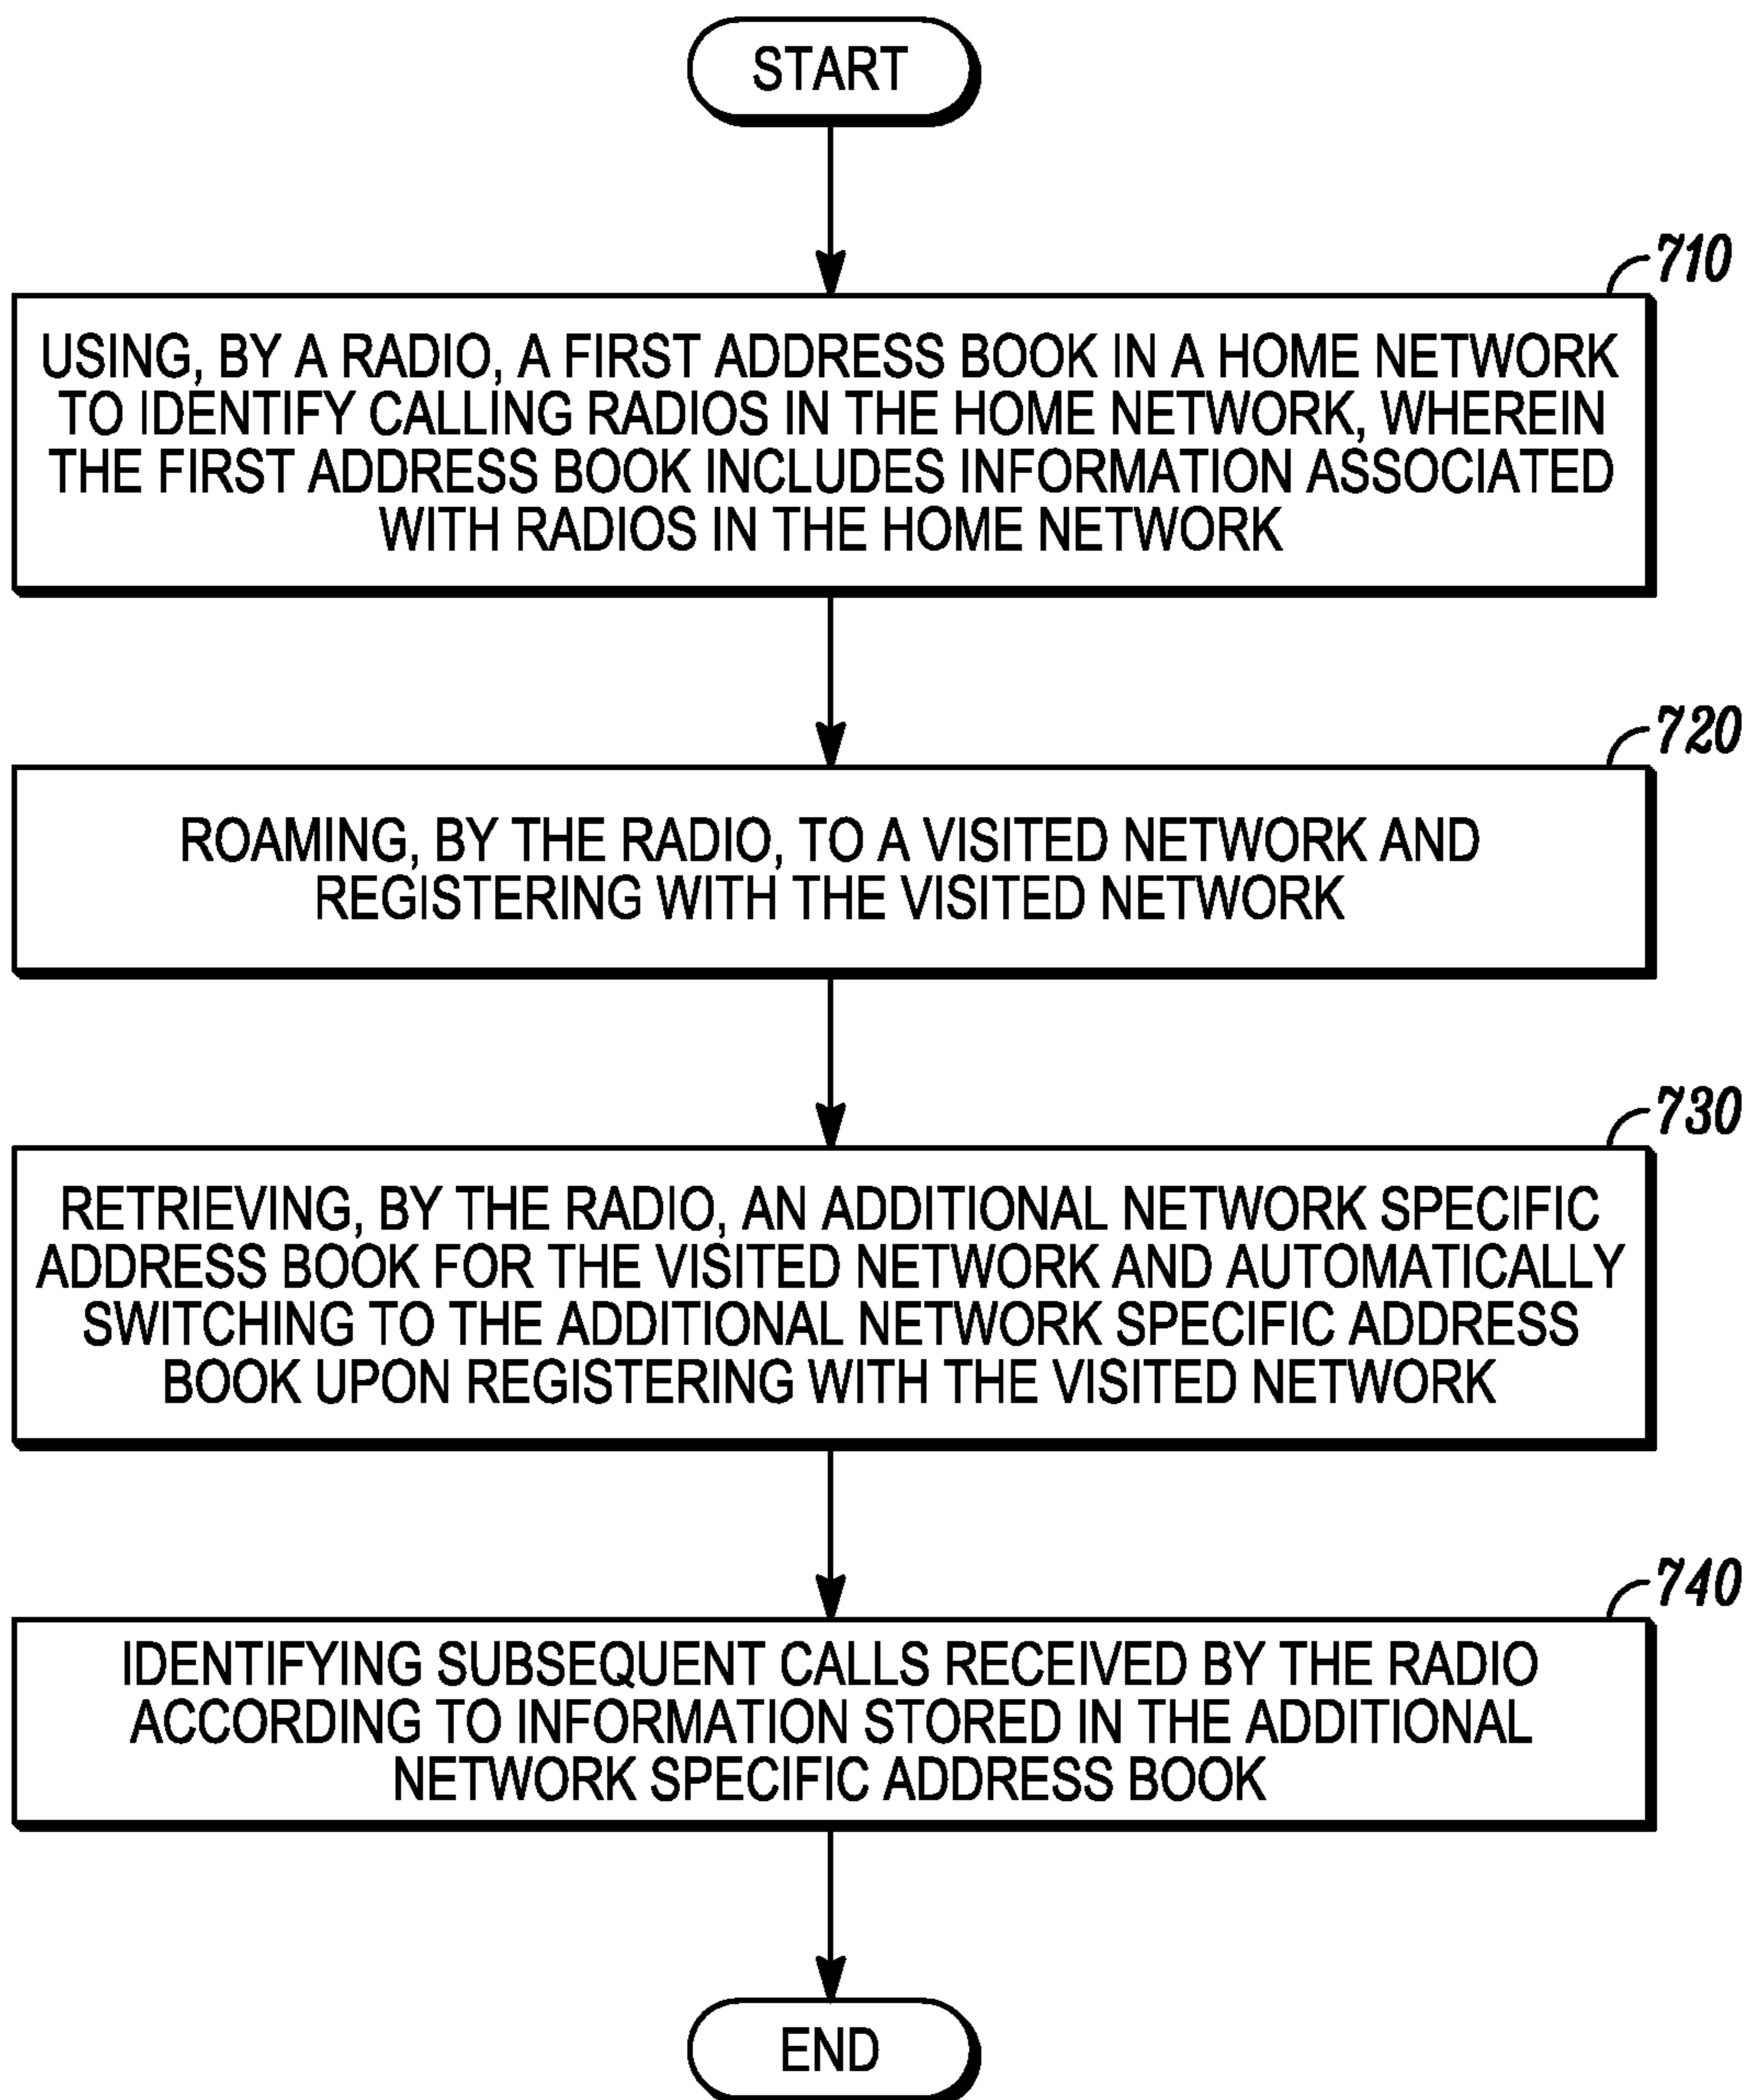 START
710
USING, BY A RADIO, A FIRST ADDRESS BOOK IN A HOME NETWORK
TO IDENTIFY CALLING RADIOS IN THE HOME NETWORK, WHEREIN
THE FIRST ADDRESS BOOK INCLUDES INFORMATION ASSOCIATED
WITH RADIOS IN THE HOME NETWORK
720
ROAMING, BY THE RADIO, TO A VISITED NETWORK AND
REGISTERING WITH THE VISITED NETWORK
730
RETRIEVING, BY THE RADIO, AN ADDITIONAL NETWORK SPECIFIC
ADDRESS BOOK FOR THE VISITED NETWORK AND AUTOMATICALLY
SWITCHING TO THE ADDITIONAL NETWORK SPECIFIC ADDRESS
BOOK UPON REGISTERING WITH THE VISITED NETWORK
740
IDENTIFYING SUBSEQUENT CALLS RECEIVED BY THE RADIO
ACCORDING TO INFORMATION STORED IN THE ADDITIONAL
NETWORK SPECIFIC ADDRESS BOOK
END